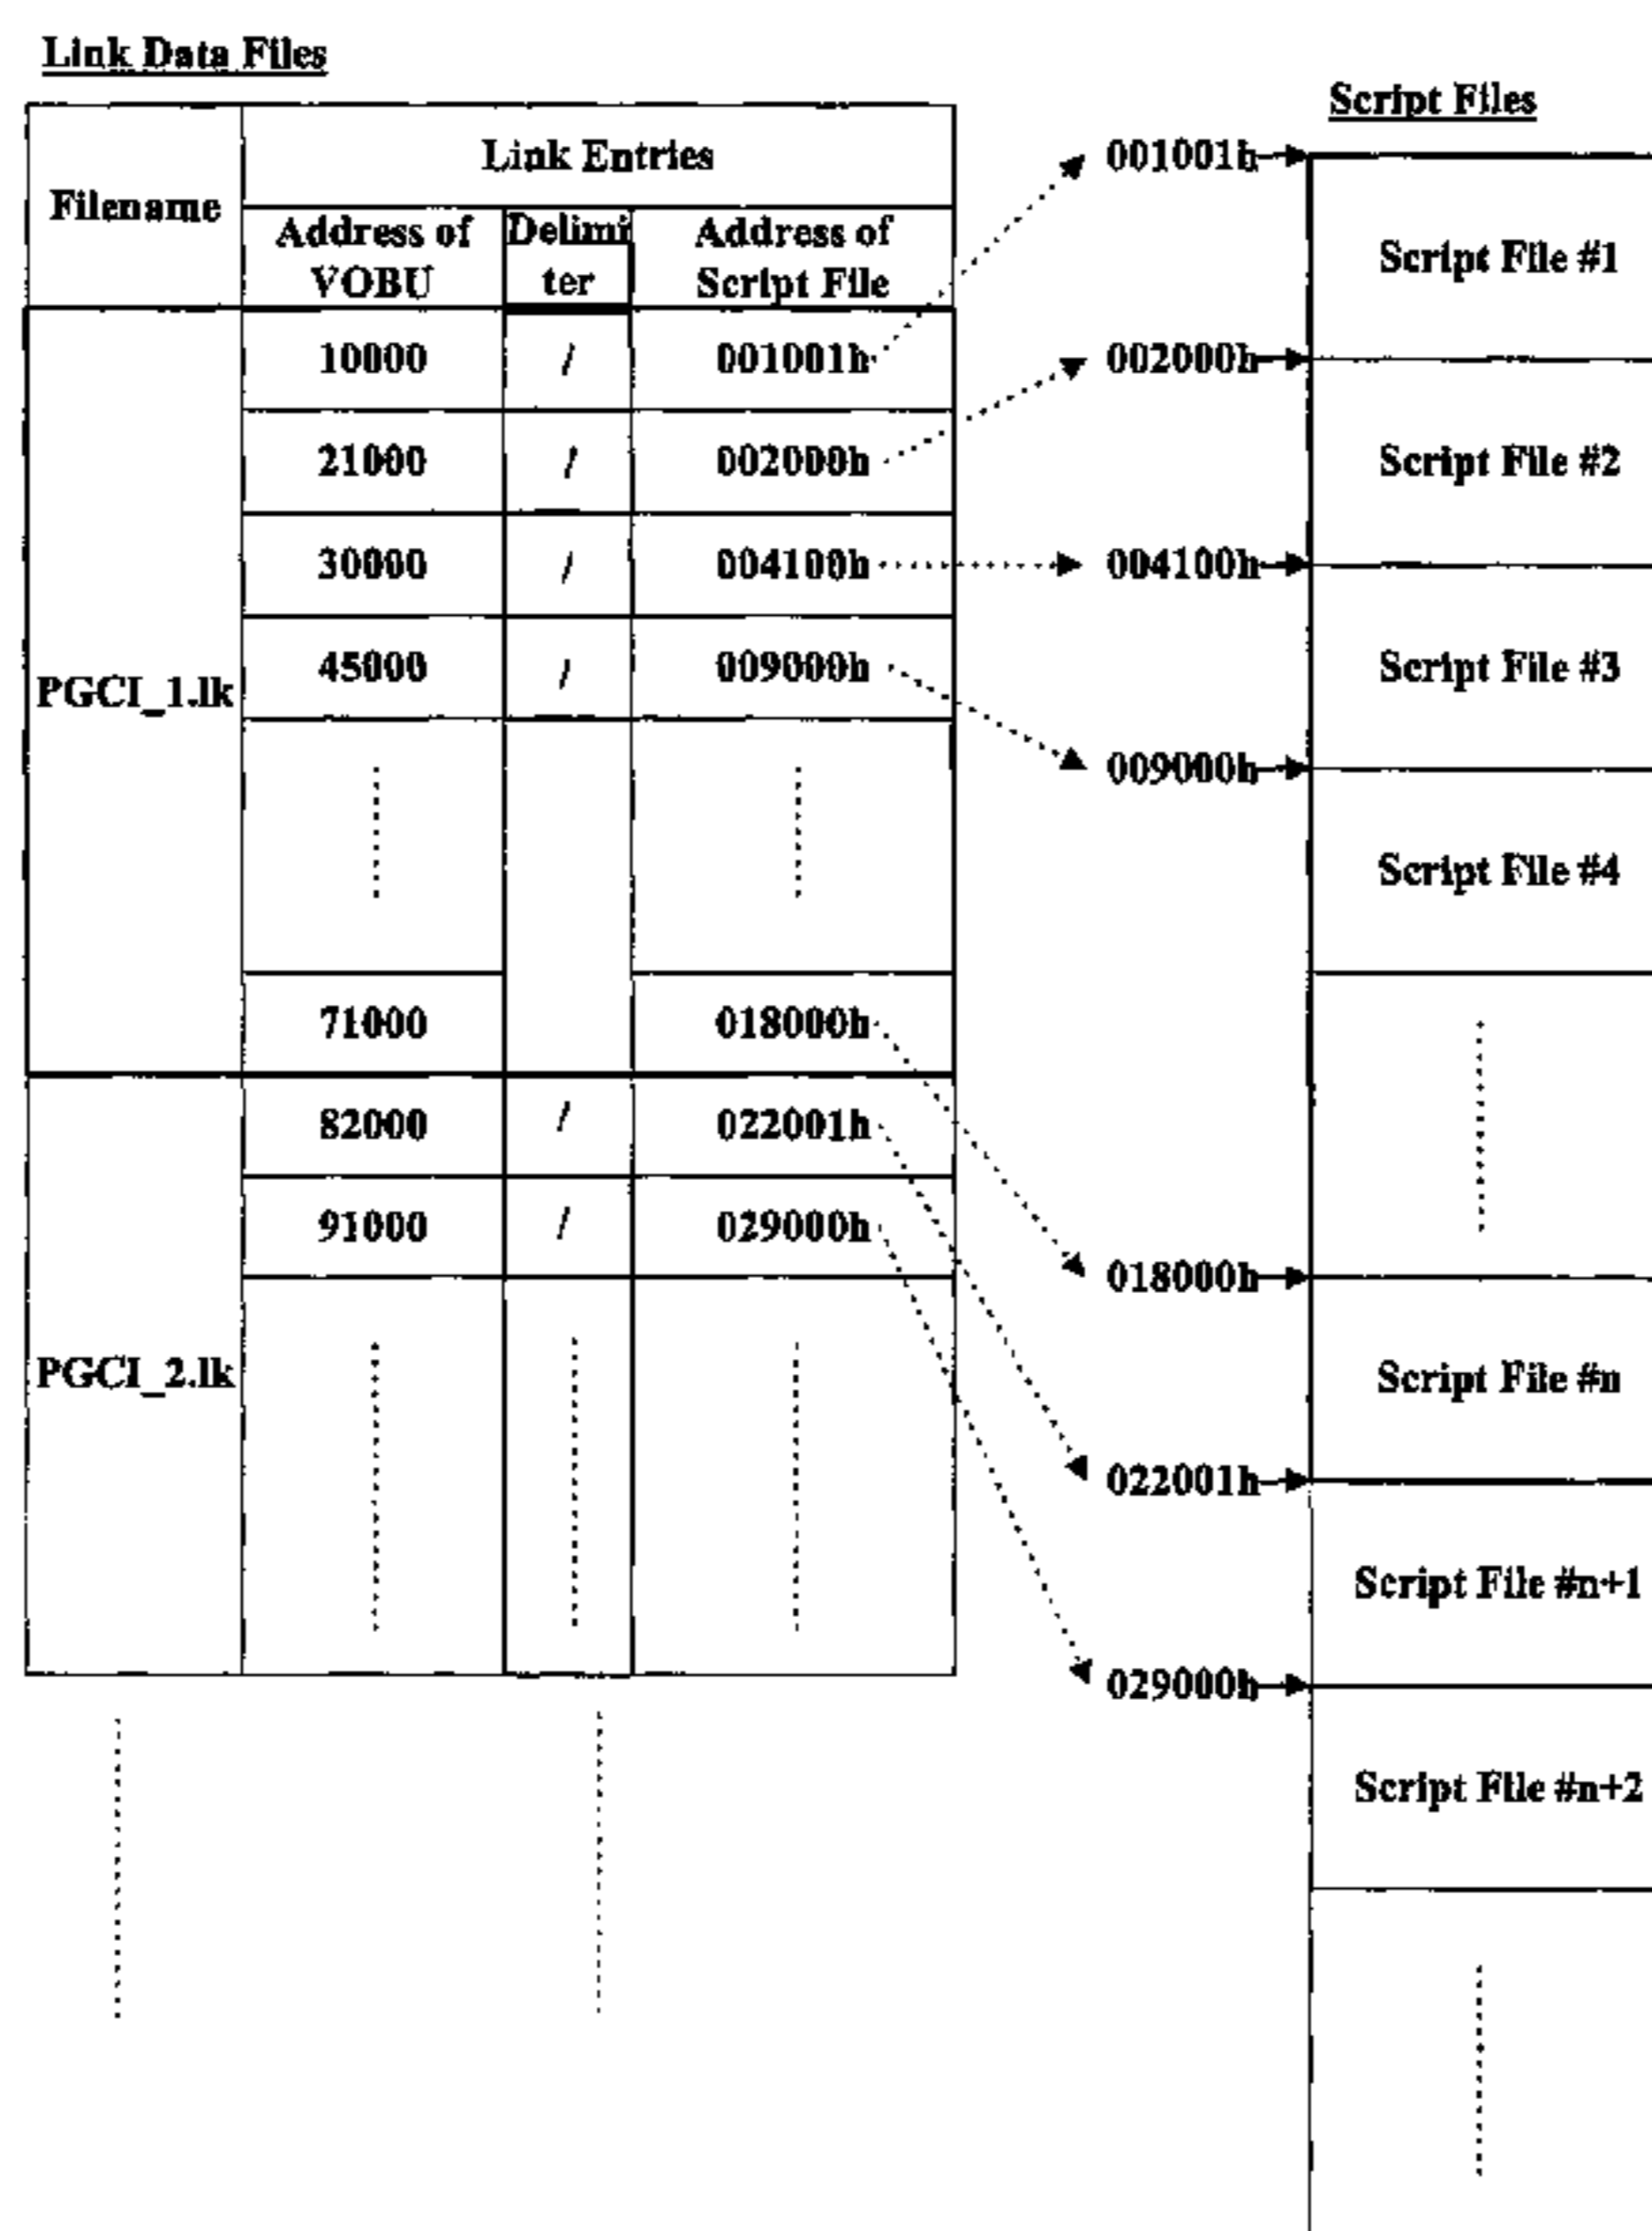 Link Data Files
Filename
Link Entries
Address of
VOBU
Delimi
ter
Address of
Script File
PGCI_1.lk
10000 / 001001h
21000 / 002000h
30000 / 004100h
45000 / 009000h
71000 018000h
PGCI_2.lk
82000 / 022001h
91000 / 029000h
Script Files
001001h
Script File #1
002000h
Script File #2
004100h
Script File #3
009000h
Script File #4
018000h
Script File #n
022001h
Script File #n+1
029000h
Script File #n+2